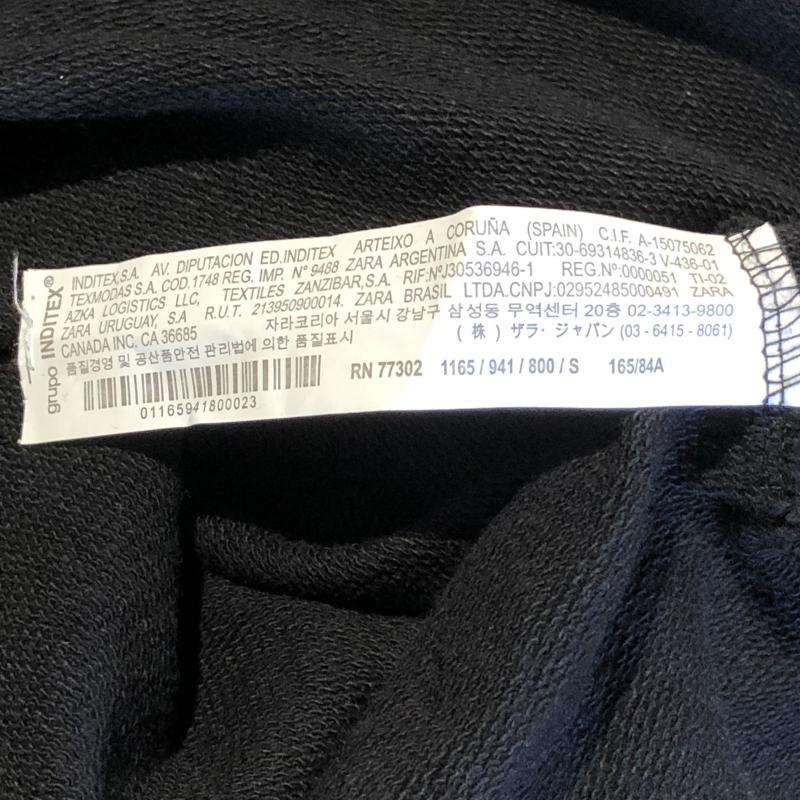 grupo INDITEX
INDITEX,S.A. AV. DIPUTACION ED.INDITEX ARTEIXO A CORUÑA (SPAIN) C.I.F. A-15075062
TEXMODAS S.A. COD.1748 REG. IMP. Nº 9488 ZARA ARGENTINA S.A. CUIT:30-69314836-3 V-436-01
AZKA LOGISTICS LLC, TEXTILES ZANZIBAR,S.A. RIF:NºJ30536946-1 REG.Nº:0000051 TI-02
ZARA URUGUAY, S.A R.U.T. 213950900014. ZARA BRASIL LTDA.CNPJ:02952485000491 ZARA
CANADA INC. CA 36685 자라코리아 서울시 강남구 삼성동 무역센터 20층 02-3413-9800
품질경영 및 공산품안전 관리법에 의한 품질표시 (株) ザラ・ジャパン (03-6415-8061)
RN 77302 1165 / 941 / 800 / S 165/84A
01165941800023